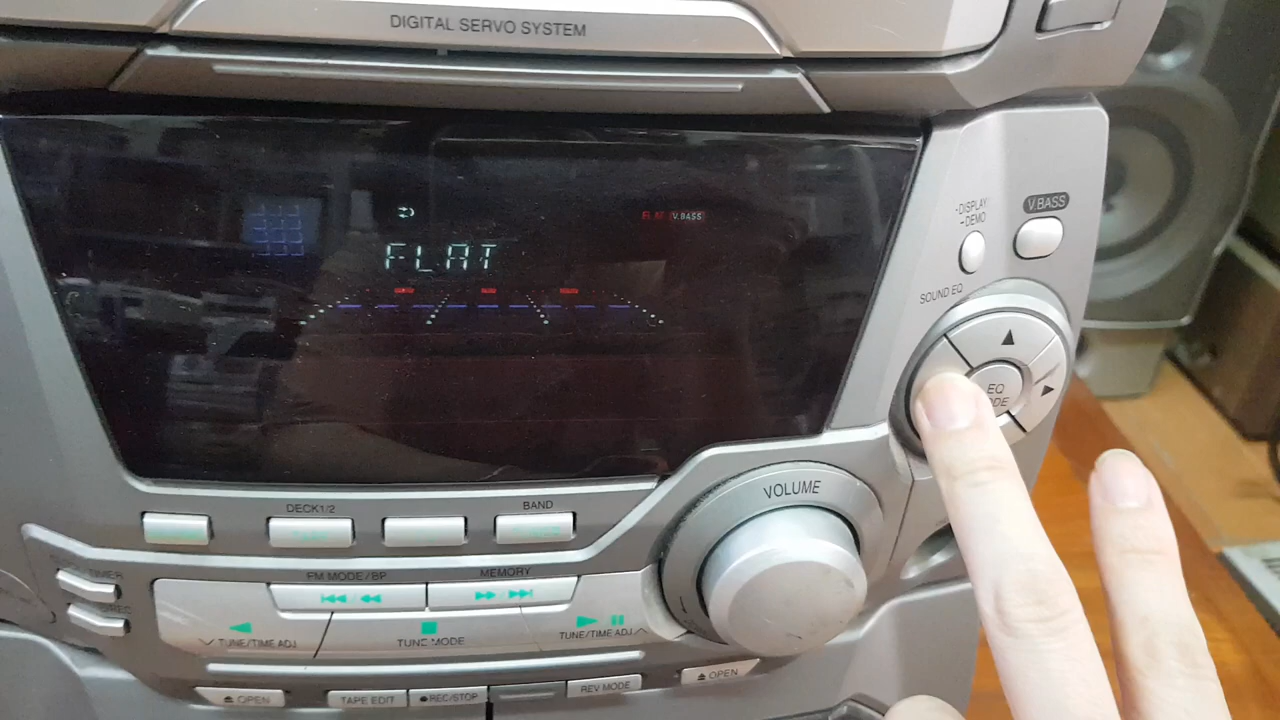 DIGITAL SERVO SYSTEM
FLAT V.BASS
FLAT
-DISPLAY
-DEMO
V.BASS
SOUND EQ
EQ
VOLUME
DECK1/2
BAND
FM MODE/BP
MEMORY
TUNE/TIME ADJ
TUNE MODE
TUNE/TIME ADJ
OPEN
TAPE EDIT
REC/STOP
REV MODE
OPEN